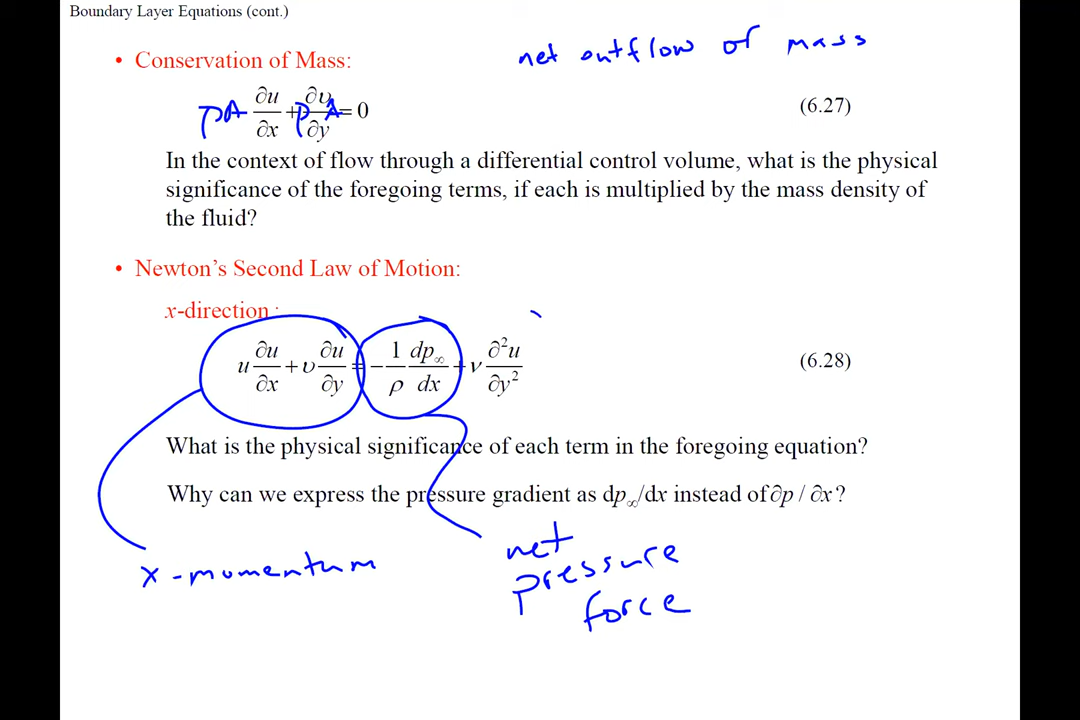 Boundary Layer Equations (cont.)
net outflow of mass
• Conservation of Mass:
ρA ∂u/∂x + ρA ∂υ/∂y = 0 (6.27)
In the context of flow through a differential control volume, what is the physical
significance of the foregoing terms, if each is multiplied by the mass density of
the fluid?
• Newton's Second Law of Motion:
x-direction :
u ∂u/∂x + υ ∂u/∂y = − 1/ρ dp∞/dx + ν ∂²u/∂y² (6.28)
What is the physical significance of each term in the foregoing equation?
Why can we express the pressure gradient as dp∞/dx instead of ∂p / ∂x?
x-momentum
net
pressure
force